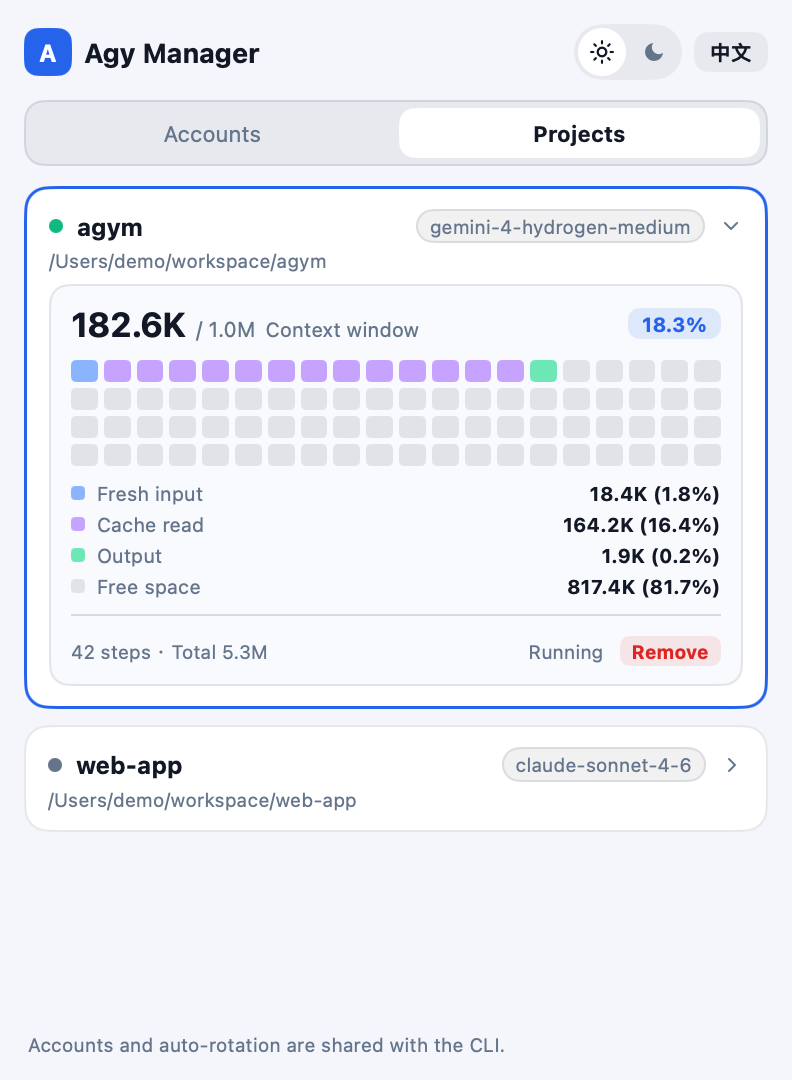 A Agy Manager 中文
Accounts Projects
agym gemini-4-hydrogen-medium
/Users/demo/workspace/agym
182.6K / 1.0M Context window 18.3%
Fresh input 18.4K (1.8%)
Cache read 164.2K (16.4%)
Output 1.9K (0.2%)
Free space 817.4K (81.7%)
42 steps · Total 5.3M Running Remove
web-app claude-sonnet-4-6
/Users/demo/workspace/web-app
Accounts and auto-rotation are shared with the CLI.